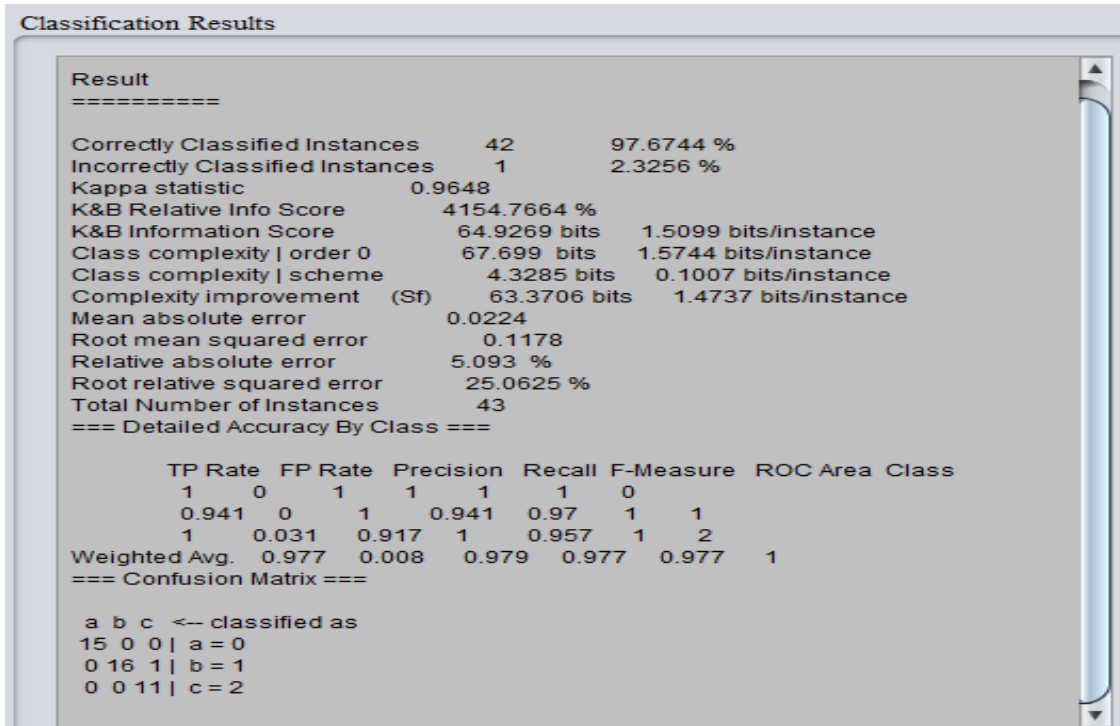 Classification Results
Result
==========
Correctly Classified Instances 42 97.6744 %
Incorrectly Classified Instances 1 2.3256 %
Kappa statistic 0.9648
K&B Relative Info Score 4154.7664 %
K&B Information Score 64.9269 bits 1.5099 bits/instance
Class complexity | order 0 67.699 bits 1.5744 bits/instance
Class complexity | scheme 4.3285 bits 0.1007 bits/instance
Complexity improvement (Sf) 63.3706 bits 1.4737 bits/instance
Mean absolute error 0.0224
Root mean squared error 0.1178
Relative absolute error 5.093 %
Root relative squared error 25.0625 %
Total Number of Instances 43
=== Detailed Accuracy By Class ===
TP Rate FP Rate Precision Recall F-Measure ROC Area Class
1 0 1 1 1 1 0
0.941 0 1 0.941 0.97 1 1
1 0.031 0.917 1 0.957 1 2
Weighted Avg. 0.977 0.008 0.979 0.977 0.977 1
=== Confusion Matrix ===
a b c <-- classified as
15 0 0 | a = 0
0 16 1 | b = 1
0 0 11 | c = 2